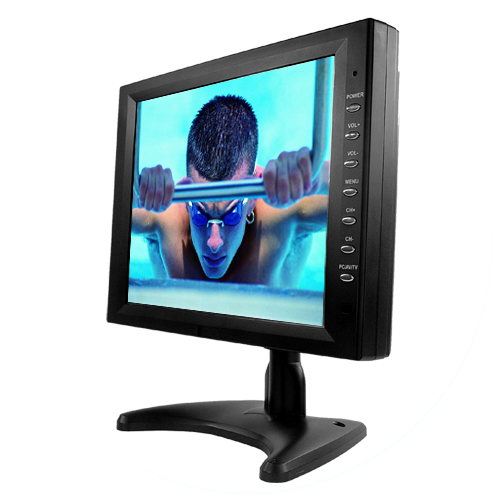 POWER
VOL+
VOL-
MENU
CH+
CH-
PC/AV/TV